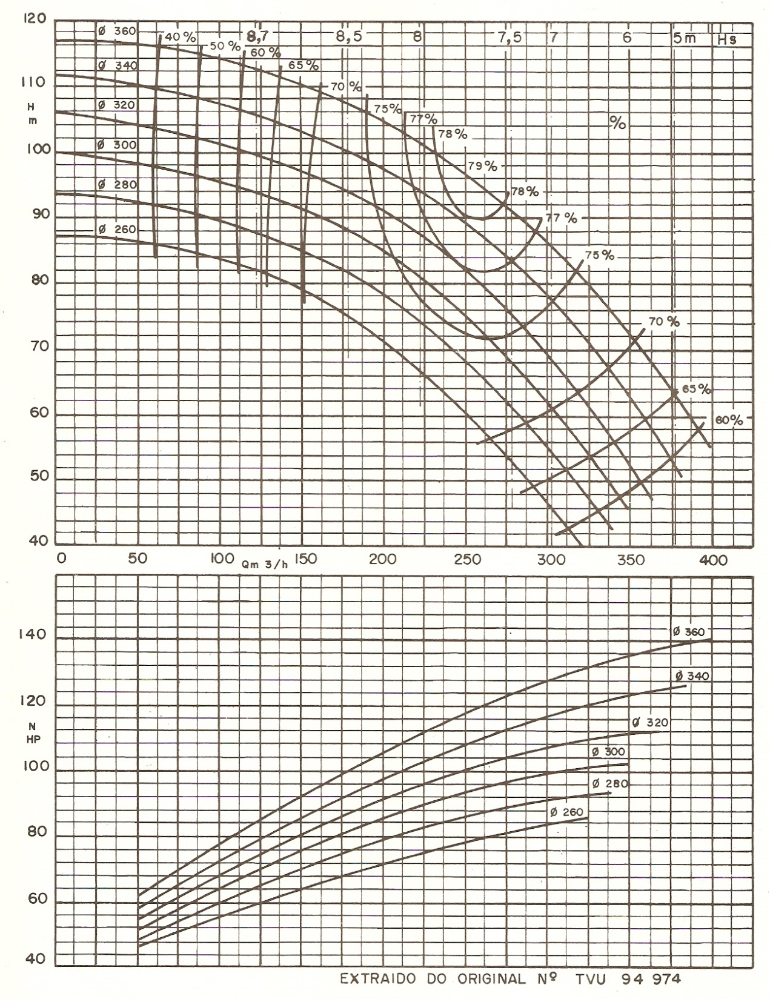 120
Ø 360
40%
50%
8,7
8,5
8
7,5
7
6
5m
Hs
60%
Ø 340
65%
110
70%
H
m
Ø 320
75%
77%
78%
%
100
Ø 300
79%
Ø 280
78%
90
77%
Ø 260
75%
80
70%
70
65%
60
60%
50
40
0 50 100 Qm 3/h 150 200 250 300 350 400
140
Ø 360
Ø 340
120
N
HP
Ø 320
Ø 300
100
Ø 280
Ø 260
80
60
40
EXTRAIDO DO ORIGINAL Nº TVU 94 974